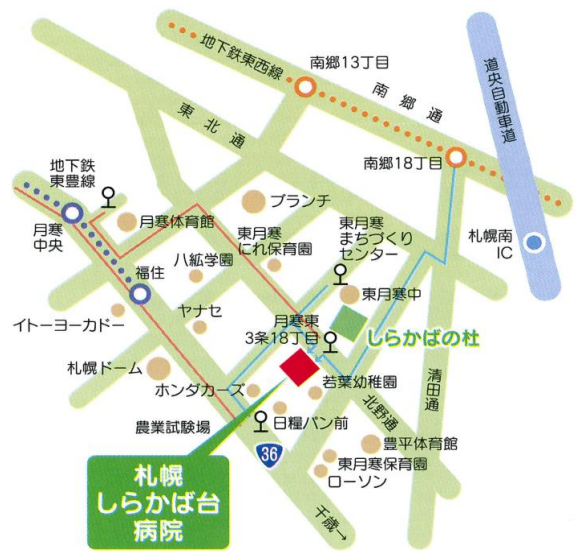 地下鉄東西線
南郷13丁目
南郷通
道央自動車道
東北通
南郷18丁目
地下鉄
東豊線
月寒
中央
月寒体育館
ブランチ
東月寒
にれ保育園
東月寒
まちづくり
センター
札幌南
IC
八紘学園
福住
東月寒中
イトーヨーカドー
ヤナセ
月寒東
3条18丁目
しらかばの杜
札幌ドーム
ホンダカーズ
若葉幼稚園
清田通
北野通
農業試験場
日糧パン前
豊平体育館
36
東月寒保育園
ローソン
札幌
しらかば台
病院
千歳→